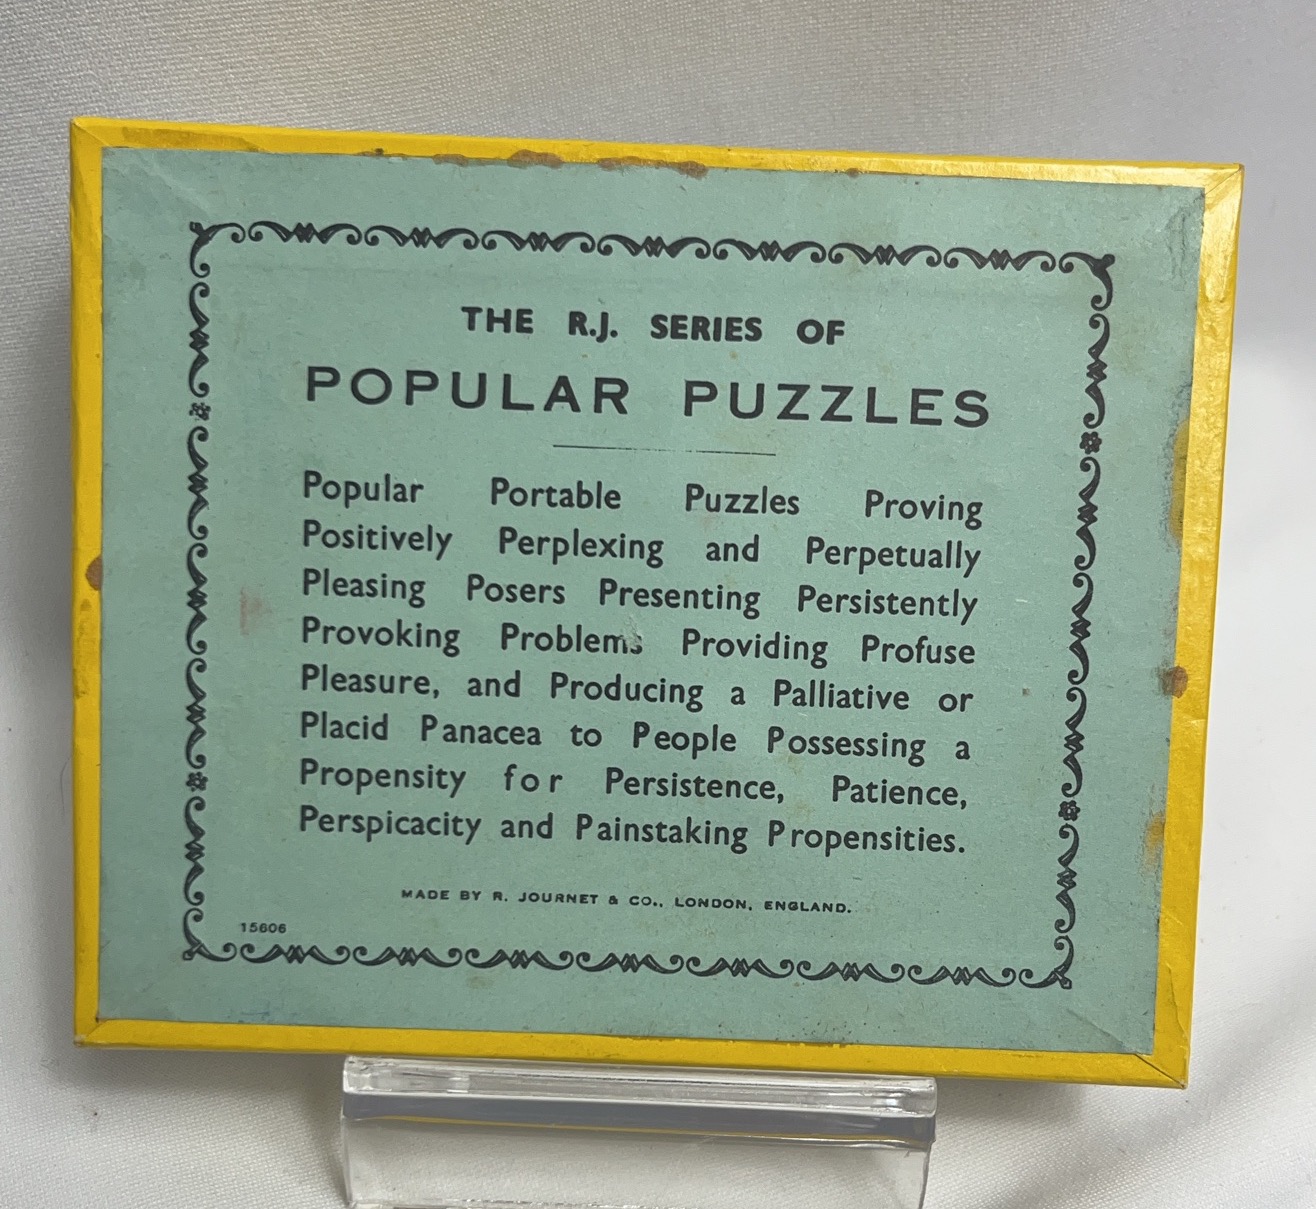 THE R.J. SERIES OF
POPULAR PUZZLES
Popular Portable Puzzles Proving
Positively Perplexing and Perpetually
Pleasing Posers Presenting Persistently
Provoking Problems Providing Profuse
Pleasure, and Producing a Palliative or
Placid Panacea to People Possessing a
Propensity for Persistence, Patience,
Perspicacity and Painstaking Propensities.
MADE BY R. JOURNET & CO., LONDON, ENGLAND.
15606